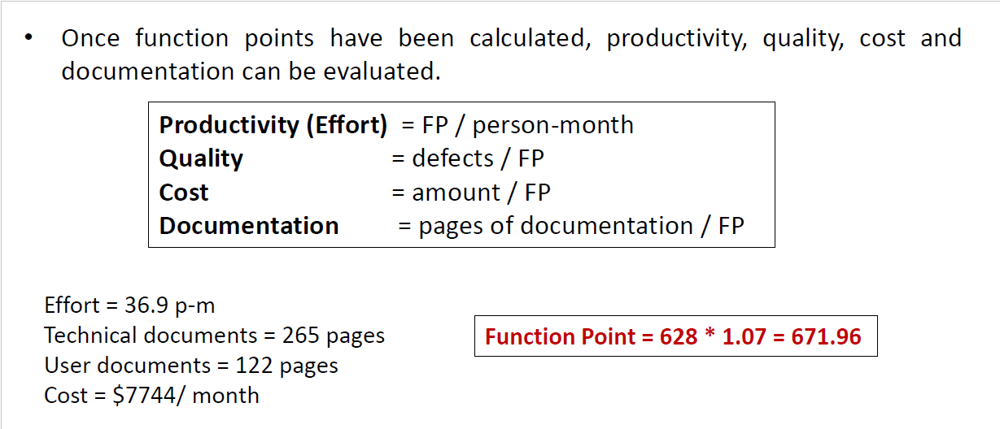 • Once function points have been calculated, productivity, quality, cost and
documentation can be evaluated.
Productivity (Effort) = FP / person-month
Quality = defects / FP
Cost = amount / FP
Documentation = pages of documentation / FP
Effort = 36.9 p-m
Technical documents = 265 pages
User documents = 122 pages
Cost = $7744/ month
Function Point = 628 * 1.07 = 671.96